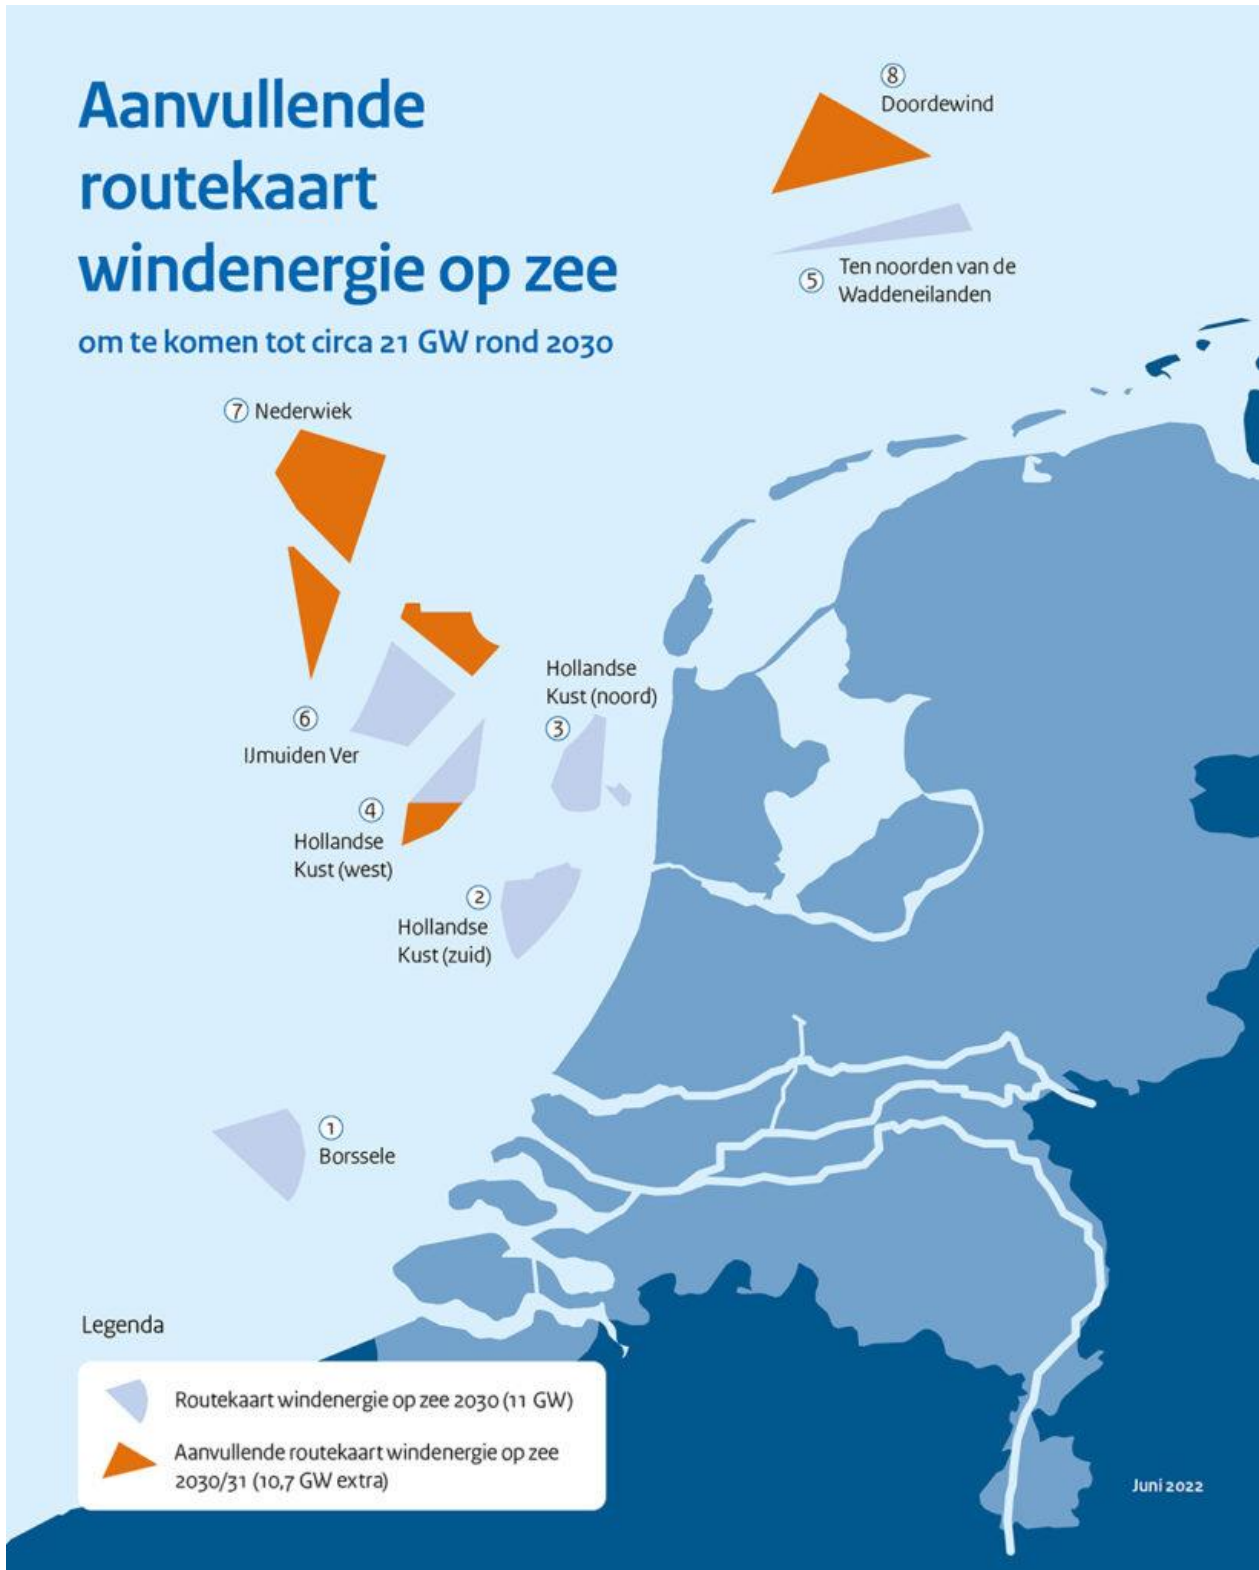 Aanvullende
routekaart
windenergie op zee
om te komen tot circa 21 GW rond 2030
8
Doordewind
5
Ten noorden van de
Waddeneilanden
7 Nederwiek
Hollandse
Kust (noord)
3
6
IJmuiden Ver
4
Hollandse
Kust (west)
2
Hollandse
Kust (zuid)
1
Borssele
Legenda
Routekaart windenergie op zee 2030 (11 GW)
Aanvullende routekaart windenergie op zee
2030/31 (10,7 GW extra)
Juni 2022